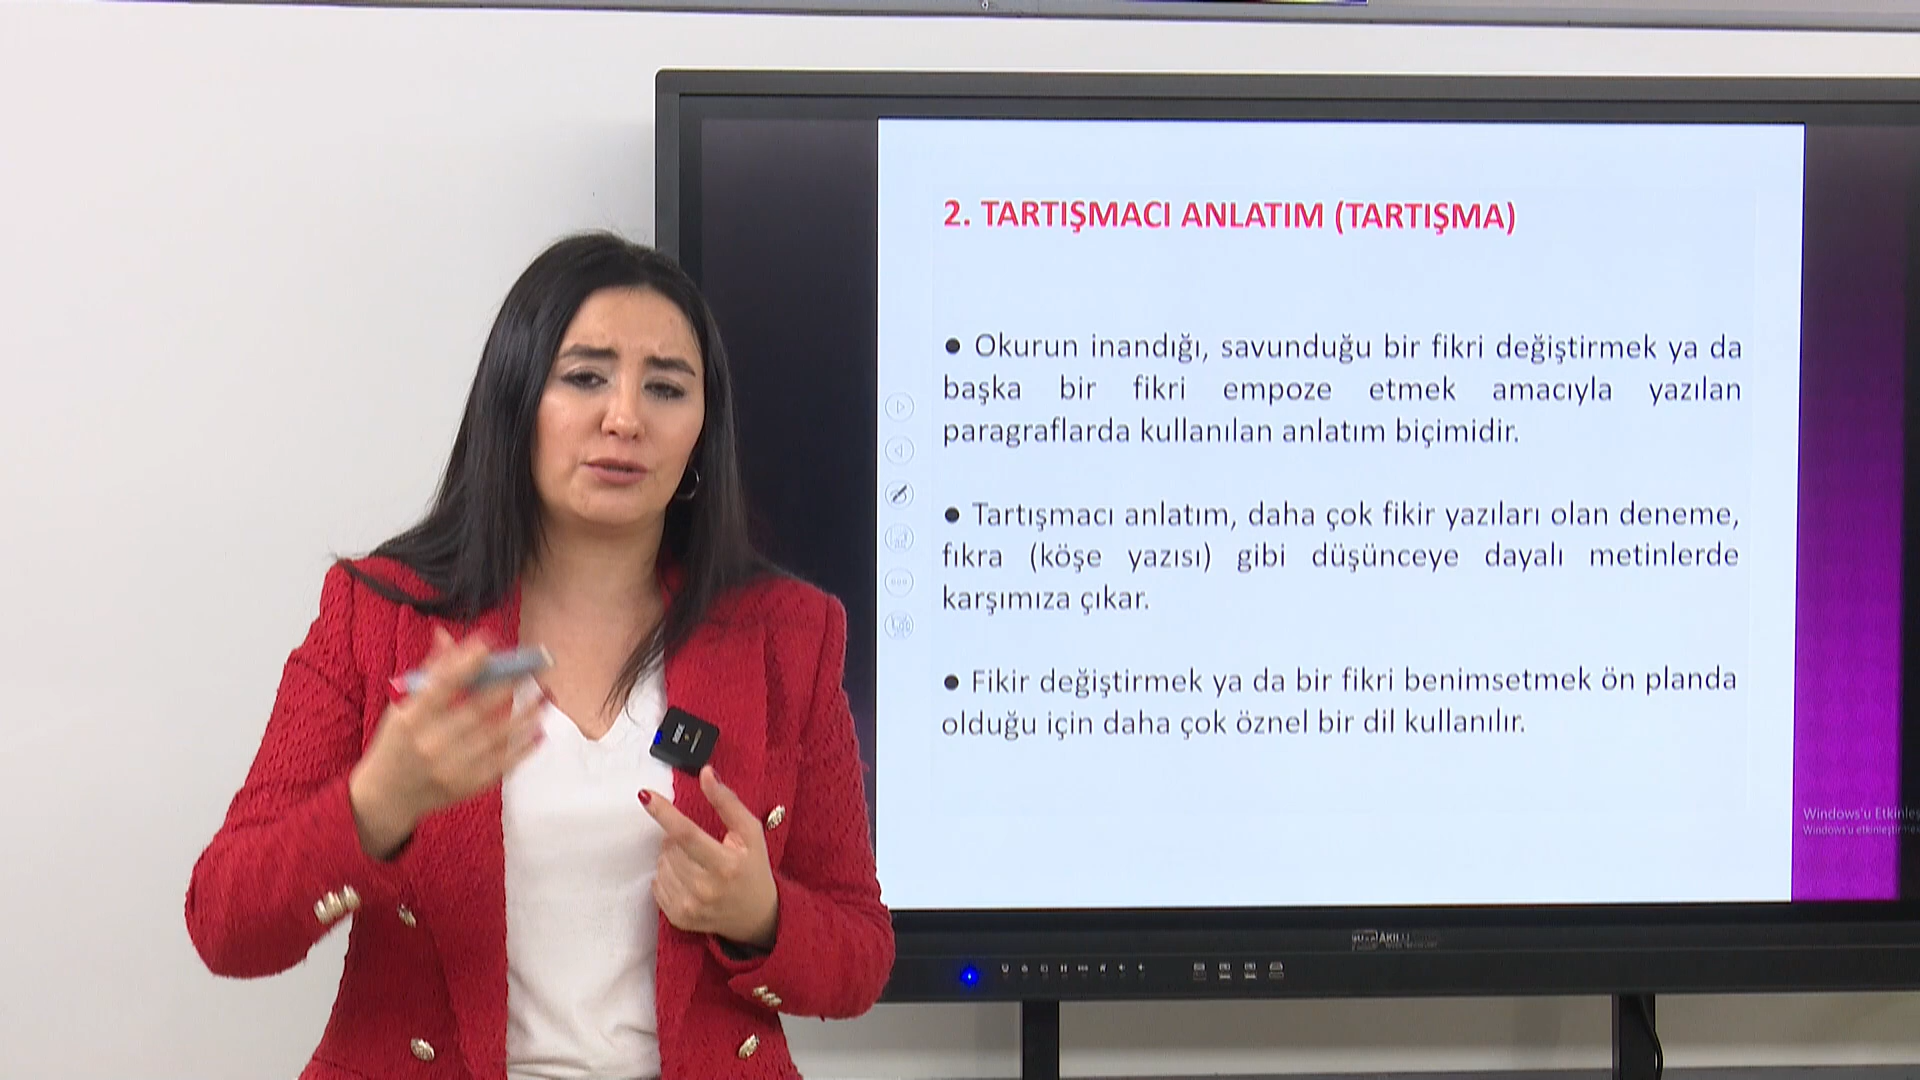 2. TARTIŞMACI ANLATIM (TARTIŞMA)
● Okurun inandığı, savunduğu bir fikri değiştirmek ya da
başka bir fikri empoze etmek amacıyla yazılan
paragraflarda kullanılan anlatım biçimidir.
● Tartışmacı anlatım, daha çok fikir yazıları olan deneme,
fıkra (köşe yazısı) gibi düşünceye dayalı metinlerde
karşımıza çıkar.
● Fikir değiştirmek ya da bir fikri benimsetmek ön planda
olduğu için daha çok öznel bir dil kullanılır.
Windows'u Etkinleş
Windows'u etkinleştirme
AKILLI